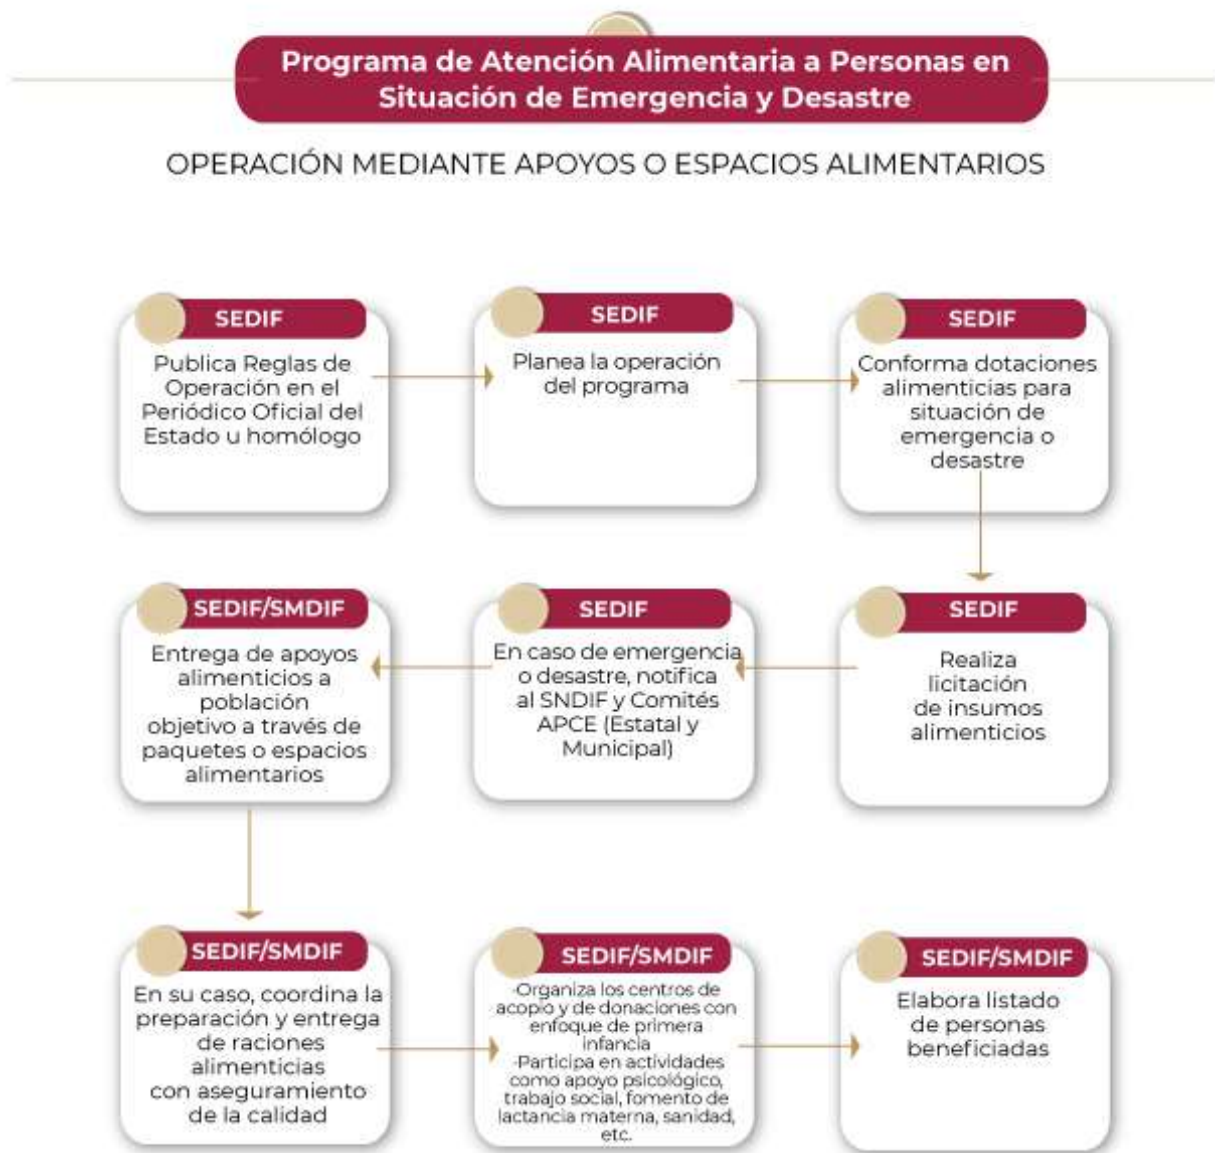 Programa de Atención Alimentaria a Personas en
Situación de Emergencia y Desastre
OPERACIÓN MEDIANTE APOYOS O ESPACIOS ALIMENTARIOS
SEDIF
Publica Reglas de
Operación en el
Periódico Oficial del
Estado u homólogo
SEDIF
Planea la operación
del programa
SEDIF
Conforma dotaciones
alimenticias para
situación de
emergencia o
desastre
SEDIF
Realiza
licitación
de insumos
alimenticios
SEDIF
En caso de emergencia
o desastre, notifica
al SNDIF y Comités
APCE (Estatal y
Municipal)
SEDIF/SMDIF
Entrega de apoyos
alimenticios a
población
objetivo a través de
paquetes o espacios
alimentarios
SEDIF/SMDIF
En su caso, coordina la
preparación y entrega
de raciones
alimenticias
con aseguramiento
de la calidad
SEDIF/SMDIF
-Organiza los centros de
acopio y de donaciones con
enfoque de primera
infancia
-Participa en actividades
como apoyo psicológico,
trabajo social, fomento de
lactancia materna, sanidad,
etc.
SEDIF/SMDIF
Elabora listado
de personas
beneficiadas